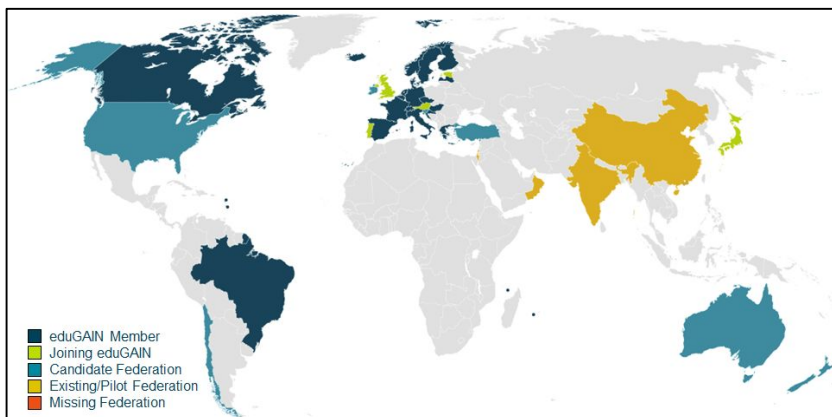 eduGAIN Member
Joining eduGAIN
Candidate Federation
Existing/Pilot Federation
Missing Federation